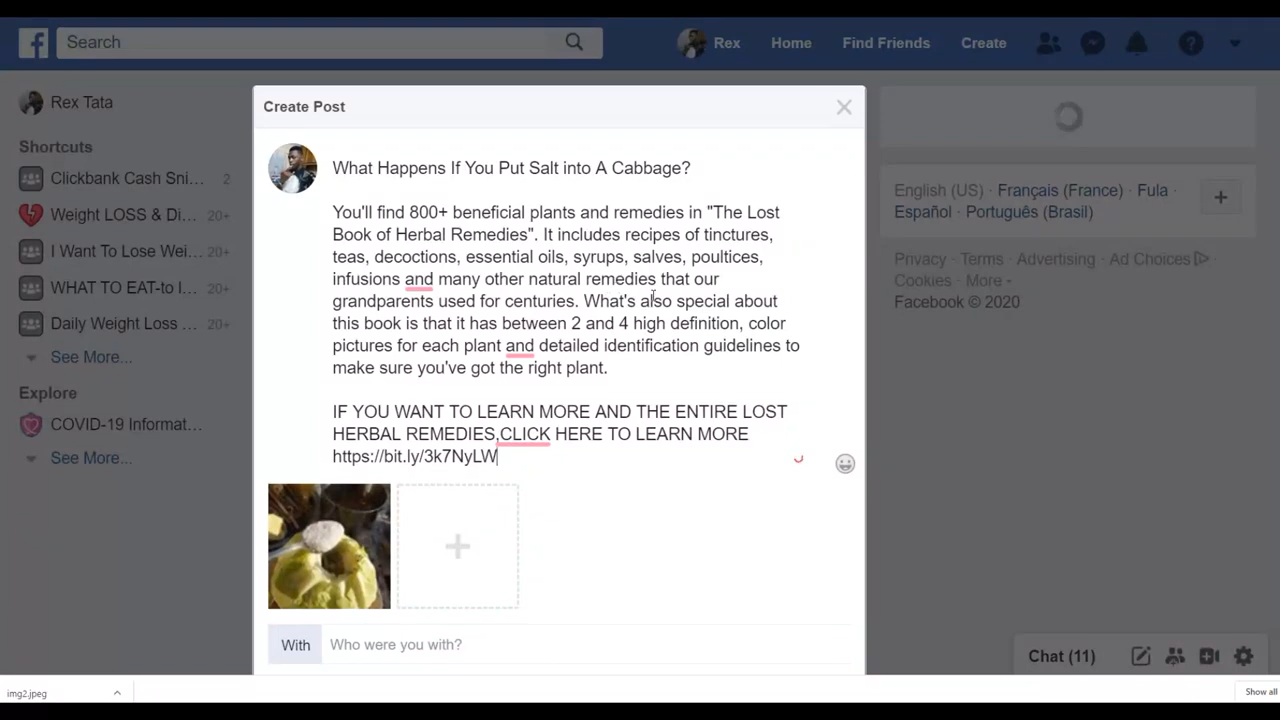 Search
Rex
Home
Find Friends
Create
Rex Tata
Shortcuts
Clickbank Cash Sni... 2
Weight LOSS & Di... 20+
I Want To Lose Wei... 20+
WHAT TO EAT-to l... 20+
Daily Weight Loss ... 20+
See More...
Explore
COVID-19 Informat...
See More...
Create Post
What Happens If You Put Salt into A Cabbage?
You'll find 800+ beneficial plants and remedies in "The Lost
Book of Herbal Remedies". It includes recipes of tinctures,
teas, decoctions, essential oils, syrups, salves, poultices,
infusions and many other natural remedies that our
grandparents used for centuries. What's also special about
this book is that it has between 2 and 4 high definition, color
pictures for each plant and detailed identification guidelines to
make sure you've got the right plant.
IF YOU WANT TO LEARN MORE AND THE ENTIRE LOST
HERBAL REMEDIES,CLICK HERE TO LEARN MORE
https://bit.ly/3k7NyLW
With Who were you with?
English (US) · Français (France) · Fula ·
Español · Português (Brasil)
Privacy · Terms · Advertising · Ad Choices ·
Cookies · More
Facebook © 2020
Chat (11)
img2.jpeg
Show all